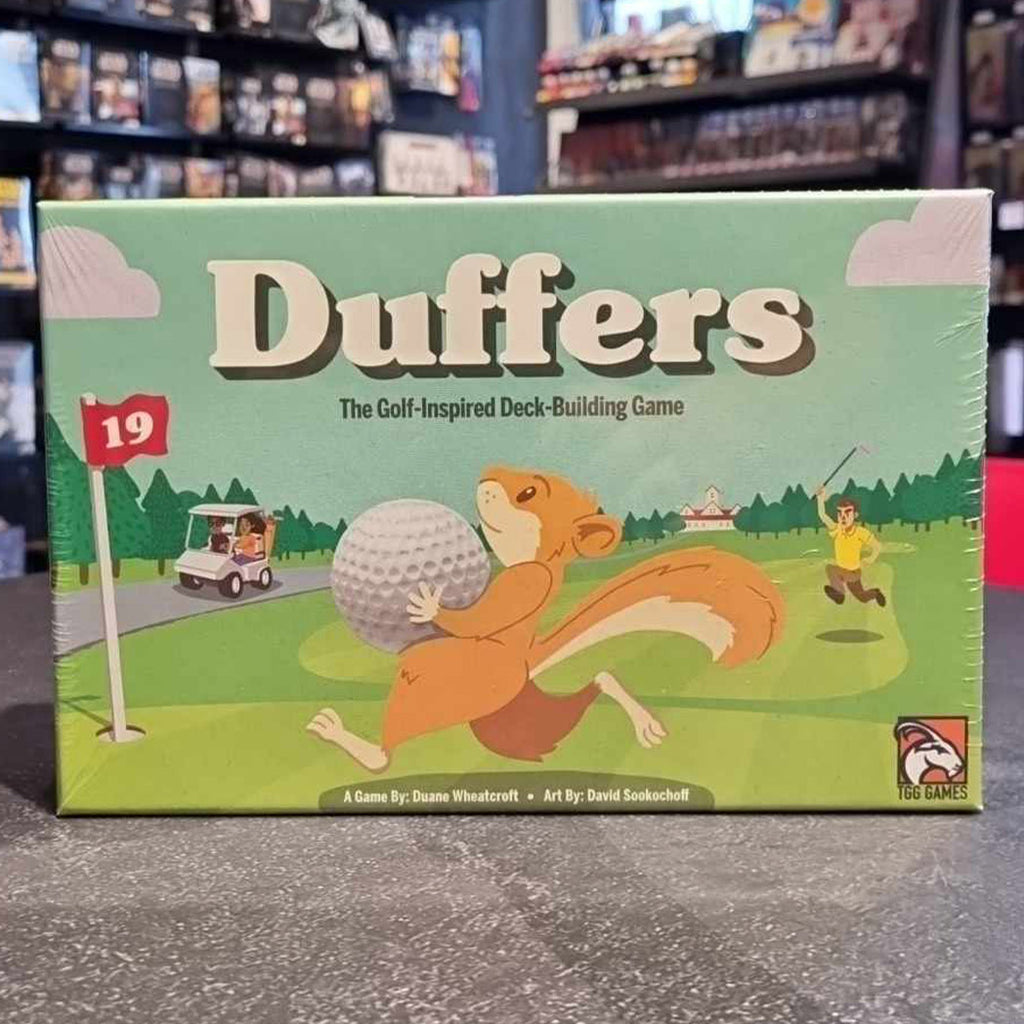 Duffers
The Golf-Inspired Deck-Building Game
19
A Game By: Duane Wheatcroft • Art By: David Sookochoff
TGG GAMES